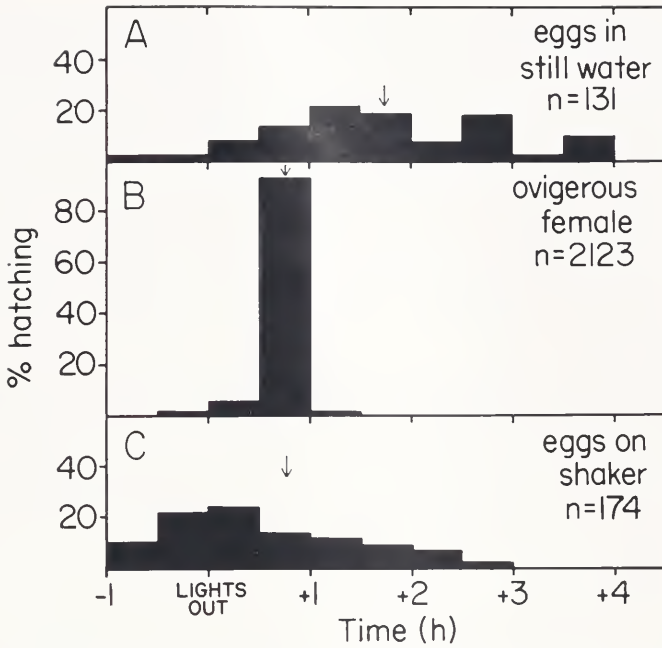 A
eggs in
still water
n=131
40
20
B
ovigerous
female
n=2123
80
60
40
20
% hatching
C
eggs on
shaker
n=174
40
20
-1
LIGHTS
OUT
+1
+2
+3
+4
Time (h)